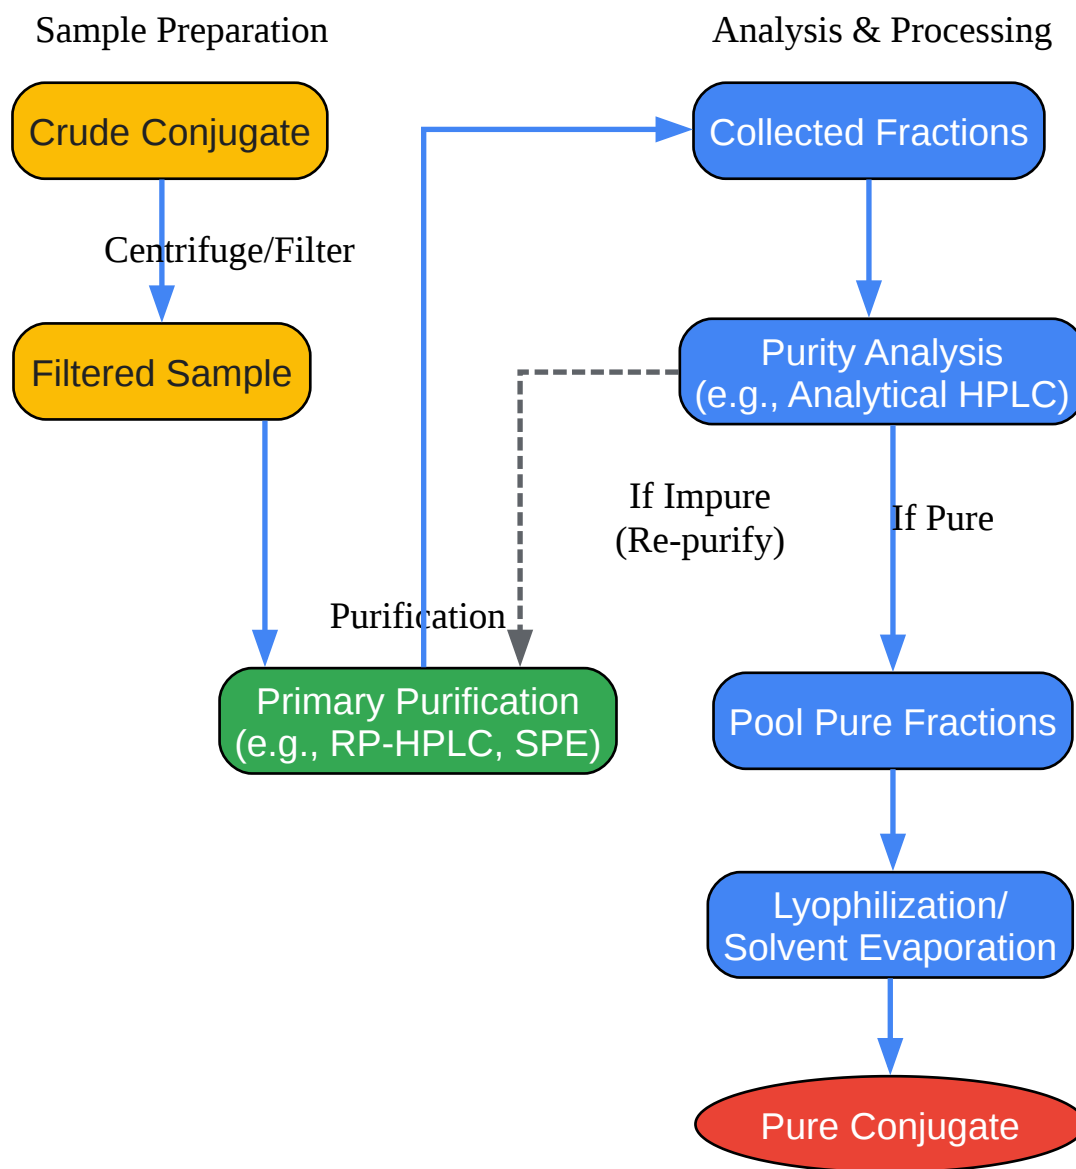 Sample Preparation
Crude Conjugate
Centrifuge/Filter
Filtered Sample
Purification
Primary Purification
(e.g., RP-HPLC, SPE)
Analysis & Processing
Collected Fractions
Purity Analysis
(e.g., Analytical HPLC)
If Impure
(Re-purify)
If Pure
Pool Pure Fractions
Lyophilization/
Solvent Evaporation
Pure Conjugate